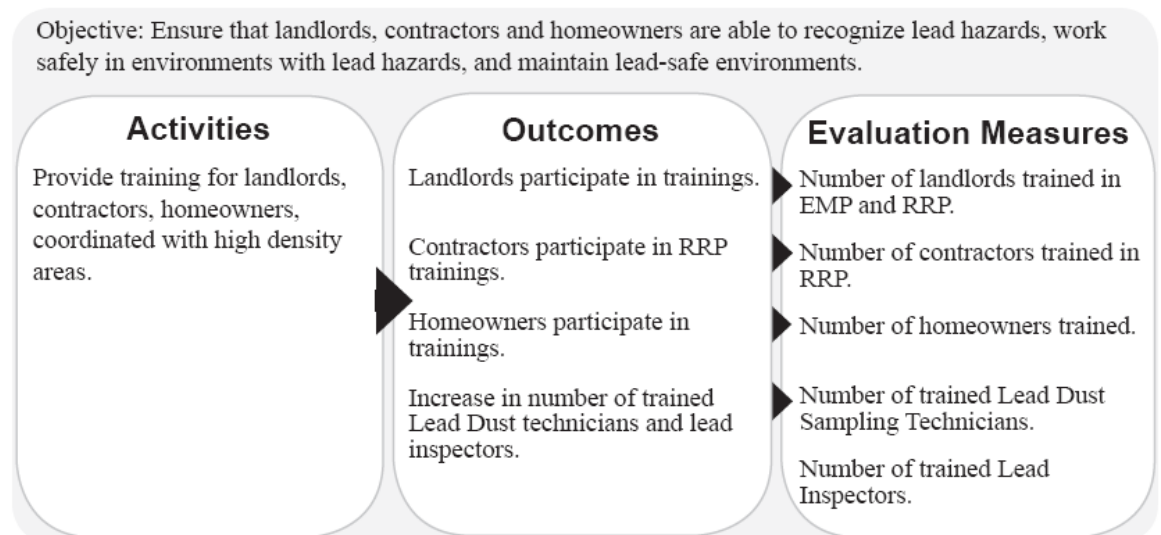 Objective: Ensure that landlords, contractors and homeowners are able to recognize lead hazards, work
safely in environments with lead hazards, and maintain lead-safe environments.
Activities
Provide training for landlords,
contractors, homeowners,
coordinated with high density
areas.
Outcomes
Landlords participate in trainings.
Contractors participate in RRP
trainings.
Homeowners participate in
trainings.
Increase in number of trained
Lead Dust technicians and lead
inspectors.
Evaluation Measures
Number of landlords trained in
EMP and RRP.
Number of contractors trained in
RRP.
Number of homeowners trained.
Number of trained Lead Dust
Sampling Technicians.
Number of trained Lead
Inspectors.